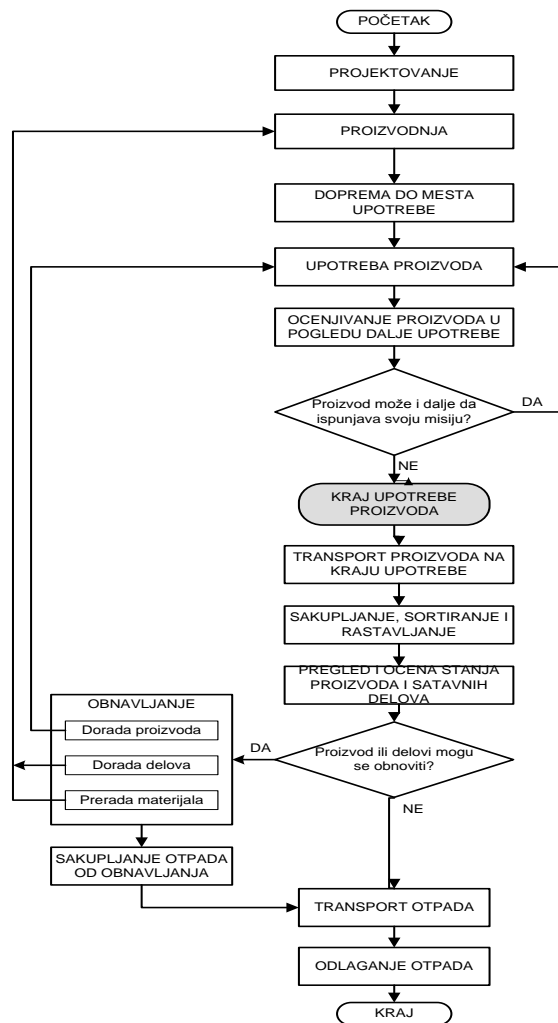 POČETAK
PROJEKTOVANJE
PROIZVODNJA
DOPREMA DO MESTA
UPOTREBE
UPOTREBA PROIZVODA
OCENJIVANJE PROIZVODA U
POGLEDU DALJE UPOTREBE
Proizvod može i dalje da
ispunjava svoju misiju?
DA
NE
KRAJ UPOTREBE
PROIZVODA
TRANSPORT PROIZVODA NA
KRAJU UPOTREBE
SAKUPLJANJE, SORTIRANJE I
RASTAVLJANJE
PREGLED I OCENA STANJA
PROIZVODA I SATAVNIH
DELOVA
Proizvod ili delovi mogu
se obnoviti?
DA
NE
OBNAVLJANJE
Dorada proizvoda
Dorada delova
Prerada materijala
SAKUPLJANJE OTPADA
OD OBNAVLJANJA
TRANSPORT OTPADA
ODLAGANJE OTPADA
KRAJ